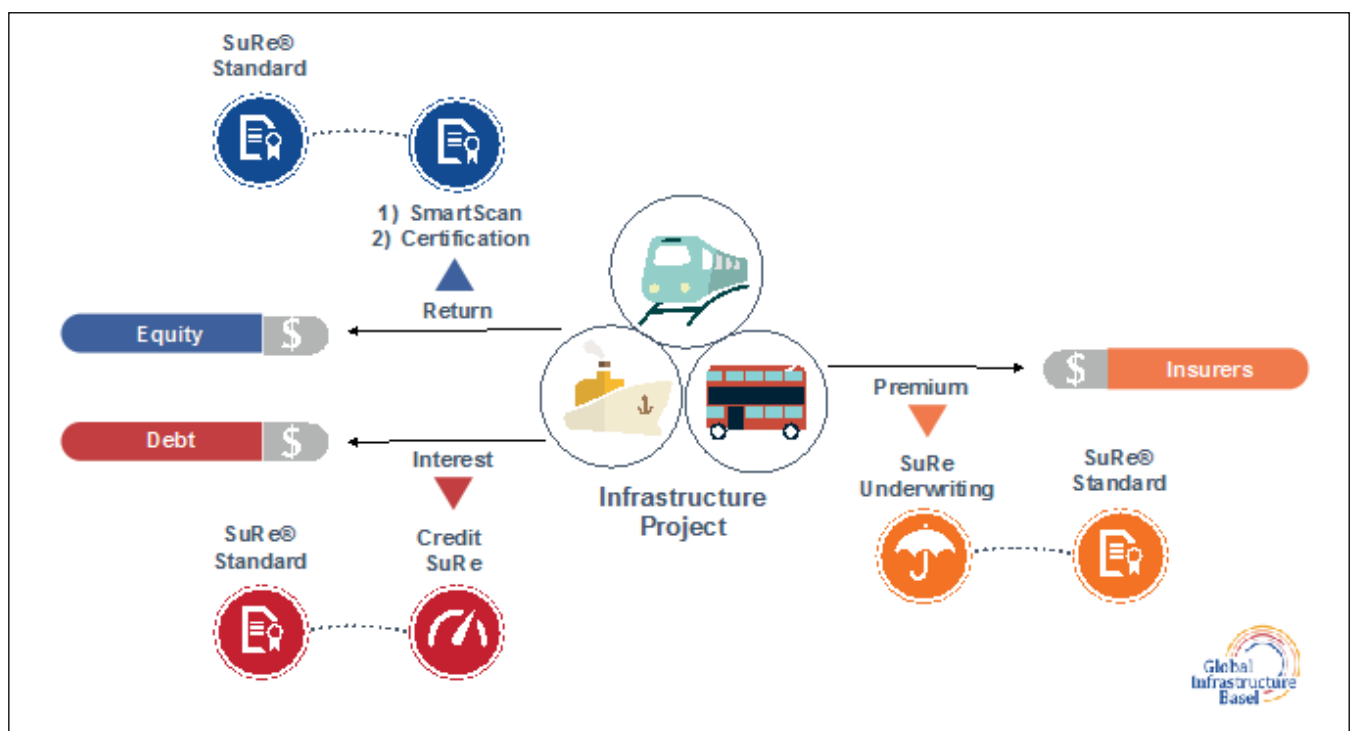 SuRe®
Standard
1) SmartScan
2) Certification
Return
Equity
$
Debt
$
Interest
SuRe®
Standard
Credit
SuRe
Infrastructure
Project
Premium
$
Insurers
SuRe
Underwriting
SuRe®
Standard
Global
Infrastructure
Basel